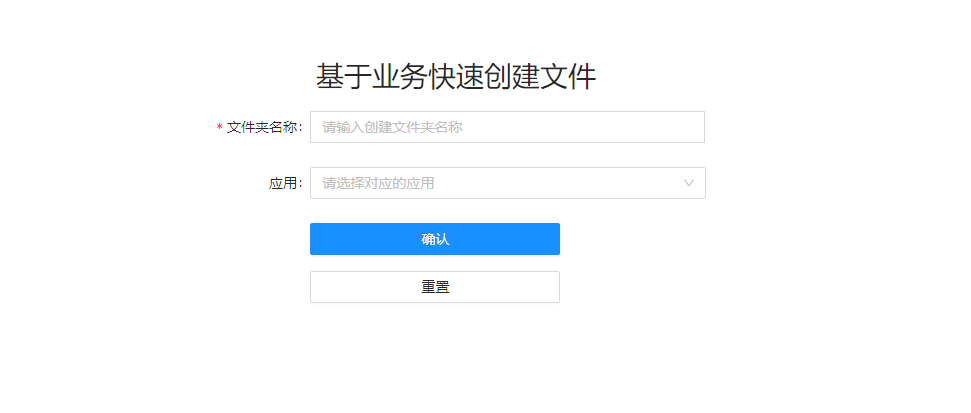 基于业务快速创建文件
* 文件夹名称:
请输入创建文件夹名称
应用:
请选择对应的应用
确认
重置